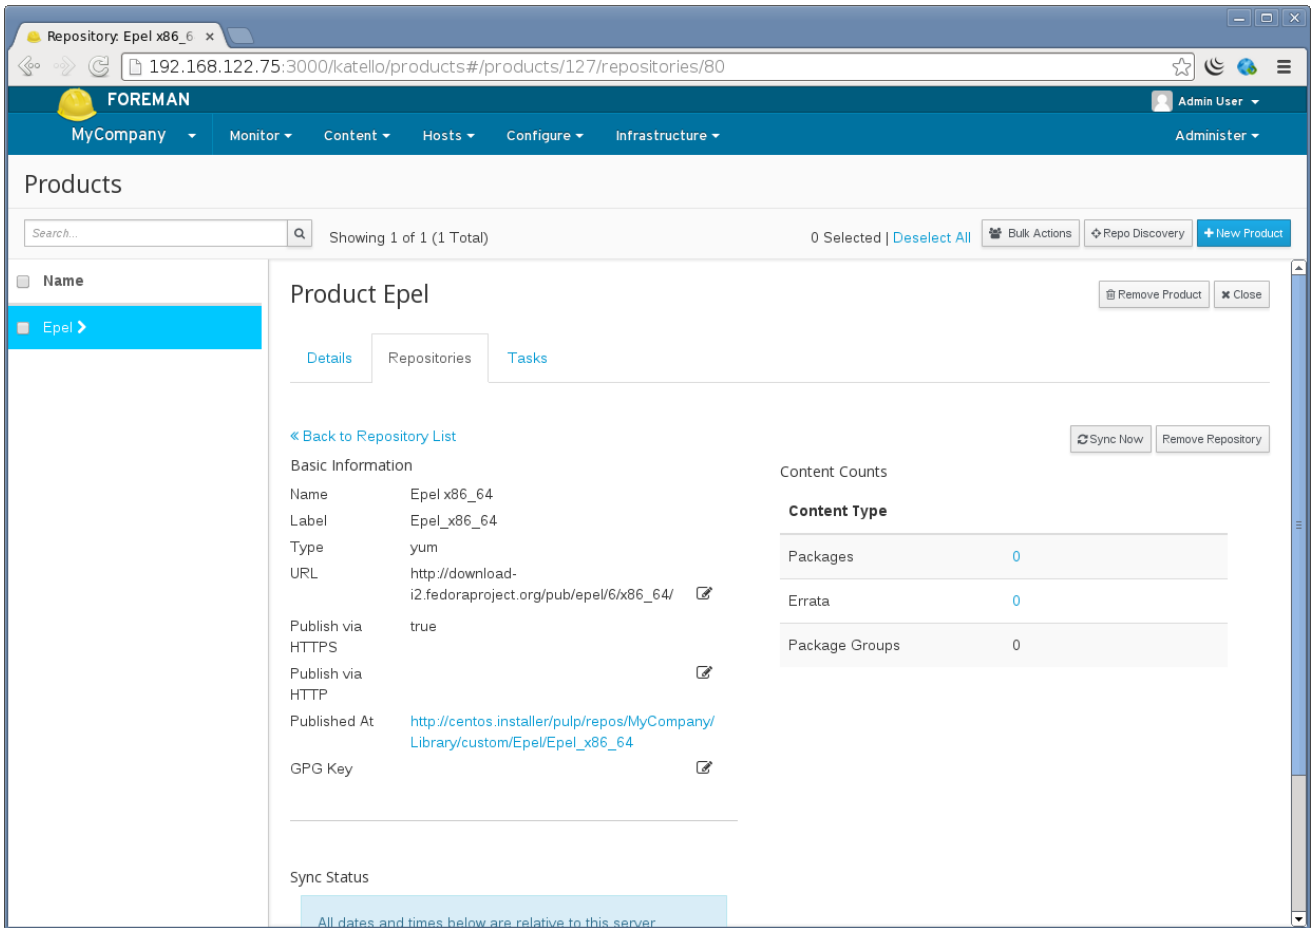 Repository: Epel x86_6
192.168.122.75:3000/katello/products#/products/127/repositories/80
FOREMAN
Admin User
MyCompany Monitor Content Hosts Configure Infrastructure Administer
Products
Search...
Showing 1 of 1 (1 Total)
0 Selected | Deselect All
Bulk Actions
Repo Discovery
New Product
Name
Epel
Product Epel
Remove Product
Close
Details Repositories Tasks
Back to Repository List
Sync Now
Remove Repository
Basic Information
Name Epel x86_64
Label Epel_x86_64
Type yum
URL http://download-
i2.fedoraproject.org/pub/epel/6/x86_64/
Publish via true
HTTPS
Publish via
HTTP
Published At http://centos.installer/pulp/repos/MyCompany/
Library/custom/Epel/Epel_x86_64
GPG Key
Content Counts
Content Type
Packages 0
Errata 0
Package Groups 0
Sync Status
All dates and times below are relative to this server